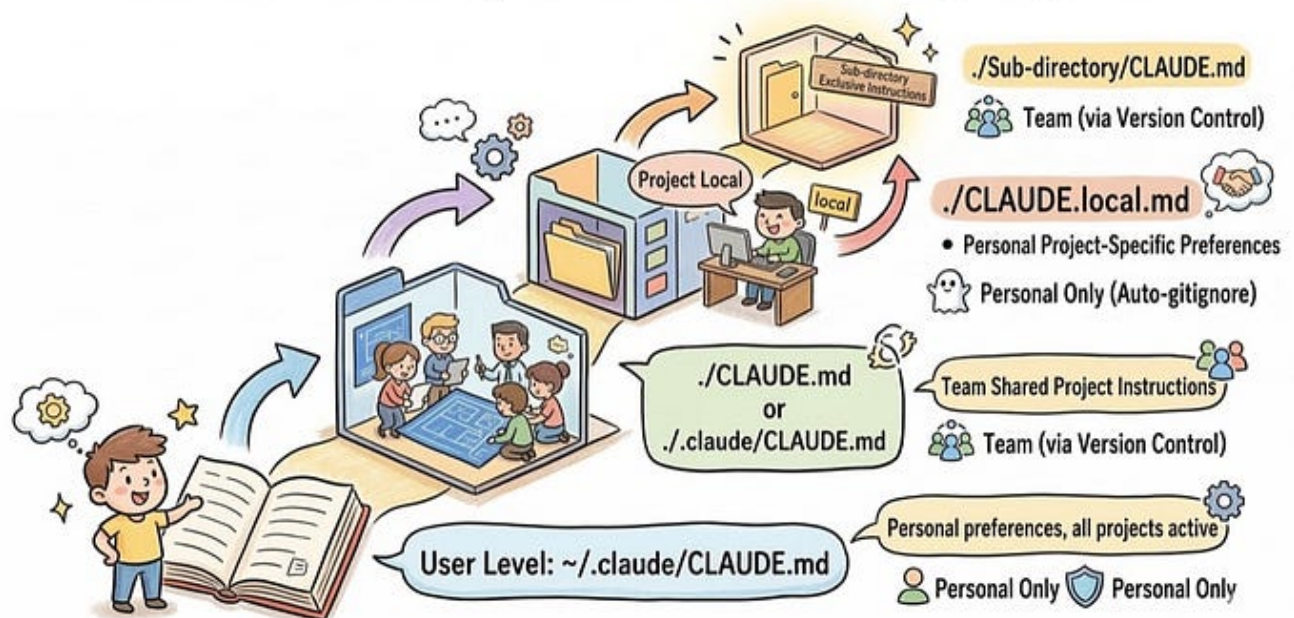 ./Sub-directory/CLAUDE.md
Sub-directory
Exclusive Instructions
Team (via Version Control)
Project Local
local
./CLAUDE.local.md
• Personal Project-Specific Preferences
Personal Only (Auto-gitignore)
./CLAUDE.md
or
./.claude/CLAUDE.md
Team Shared Project Instructions
Team (via Version Control)
User Level: ~/.claude/CLAUDE.md
Personal preferences, all projects active
Personal Only
Personal Only